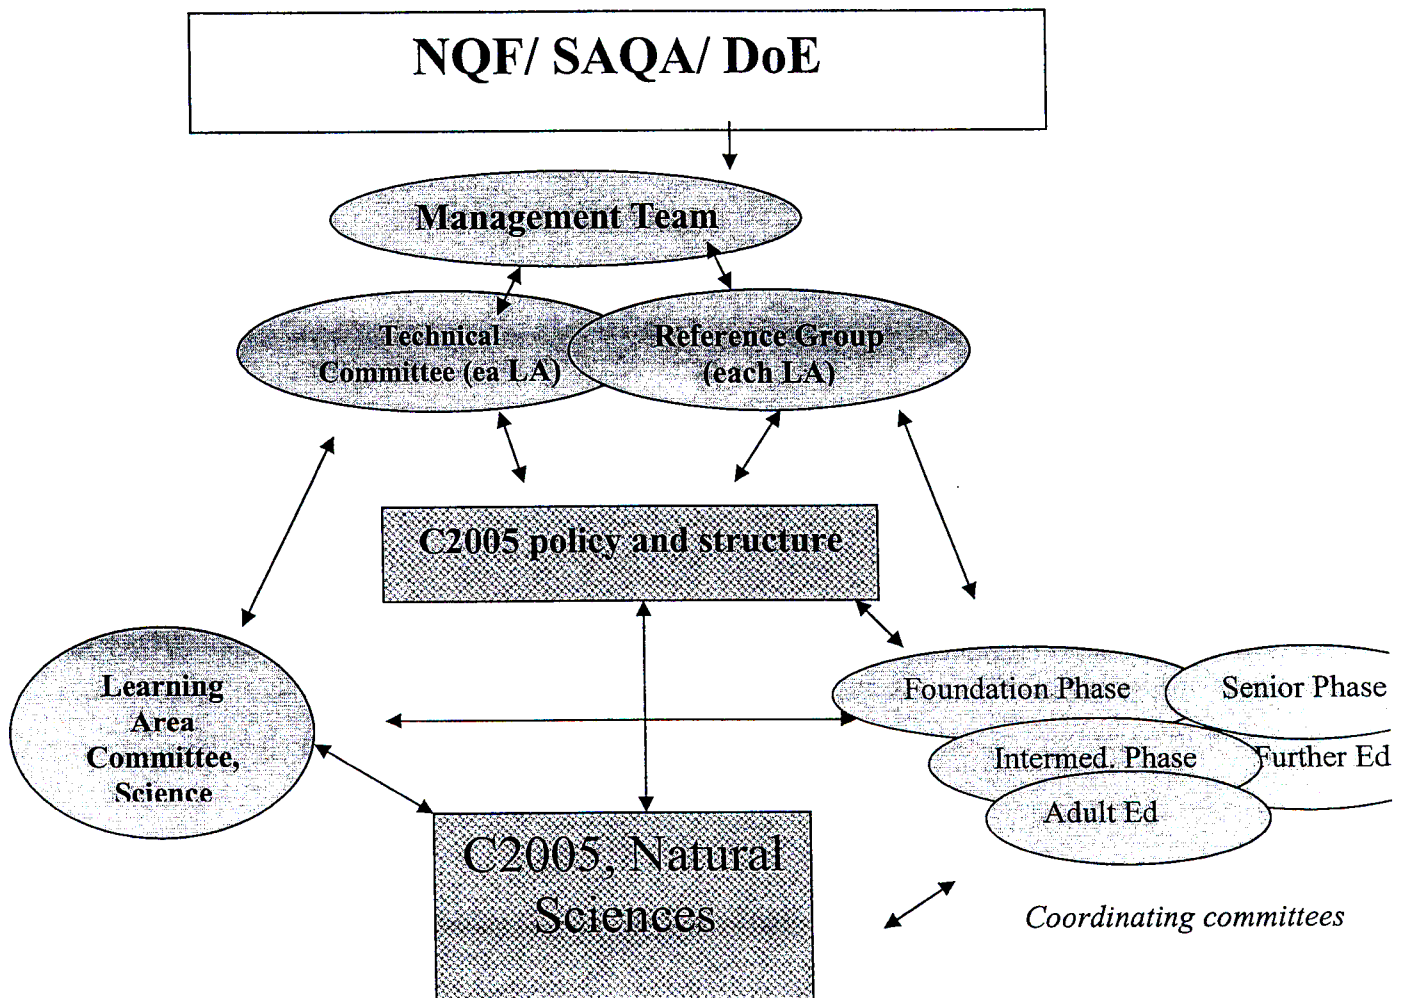 NQF/ SAQA/ DoE
Management Team
Technical
Committee (ea LA)
Reference Group
(each LA)
C2005 policy and structure
Learning
Area
Committee,
Science
Foundation Phase
Senior Phase
Intermed. Phase
Further Ed
Adult Ed
C2005, Natural
Sciences
Coordinating committees